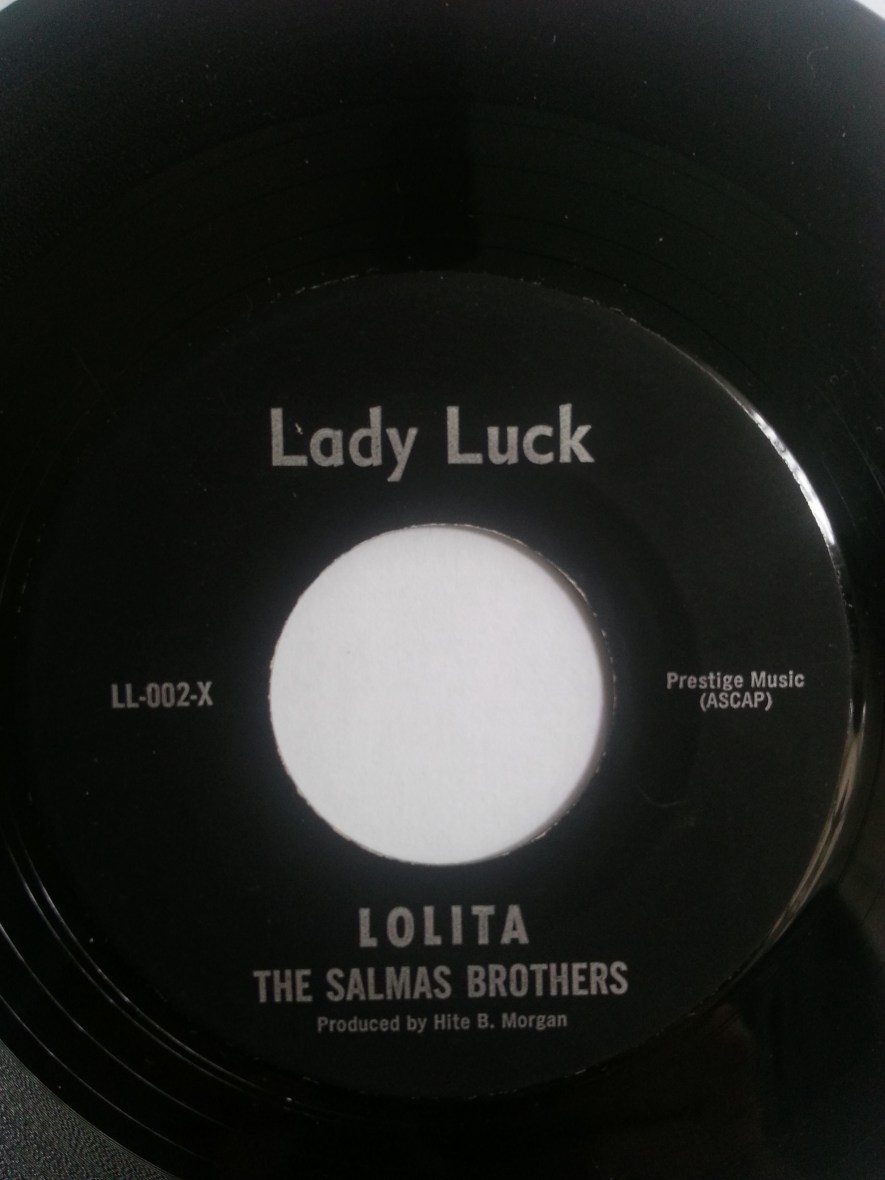 Lady Luck
LL-002-X
Prestige Music
(ASCAP)
LOLITA
THE SALMAS BROTHERS
Produced by Hite B. Morgan